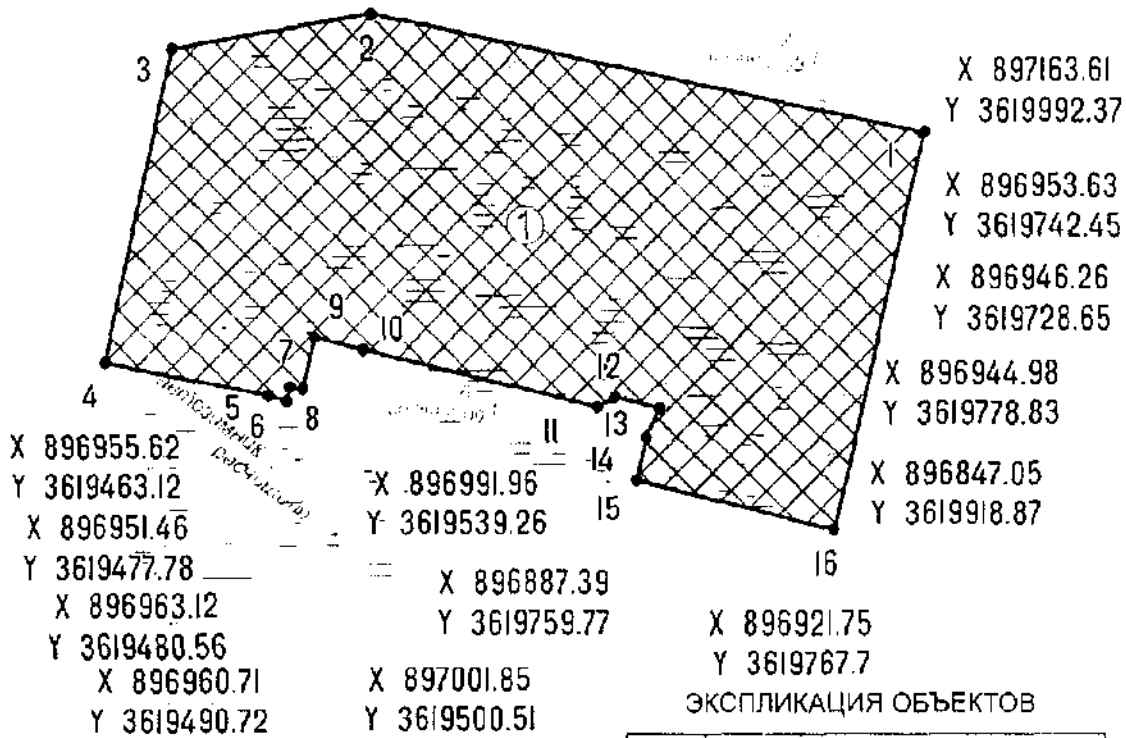 2
3
X 897163.61
Y 3619992.37
1
X 896953.63
Y 3619742.45
1
X 896946.26
Y 3619728.65
9
10
7
12
X 896944.98
Y 3619778.83
4
5
6
8
13
11
14
X 896955.62
Y 3619463.12
X 896991.96
Y 3619539.26
15
X 896847.05
Y 3619918.87
X 896951.46
Y 3619477.78
16
X 896887.39
Y 3619759.77
X 896963.12
Y 3619480.56
X 896921.75
Y 3619767.7
X 896960.71
Y 3619490.72
X 897001.85
Y 3619500.51
ЭКСПЛИКАЦИЯ ОБЪЕКТОВ